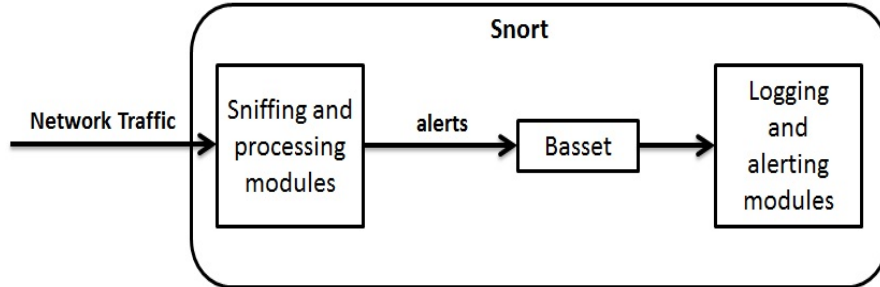 Snort
Network Traffic
Sniffing and
processing
modules
alerts
Basset
Logging
and
alerting
modules